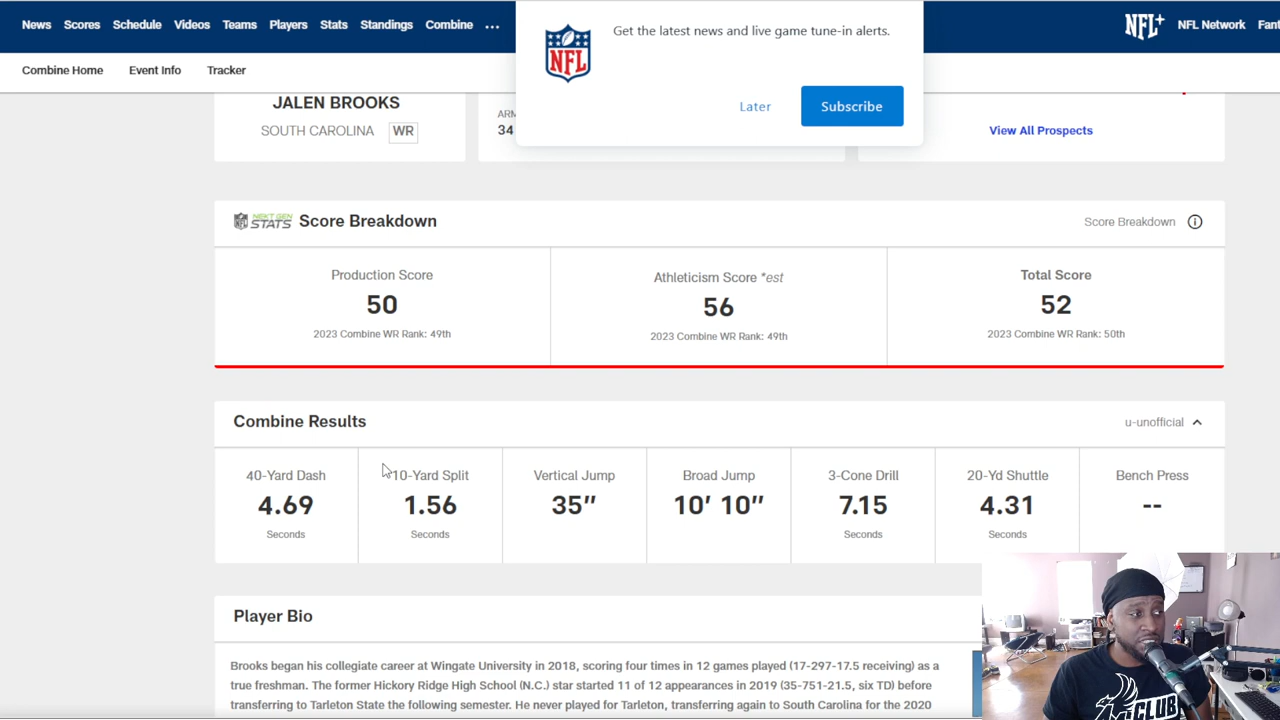 News Scores Schedule Videos Teams Players Stats Standings Combine ...
NFL+ NFL Network Fan
Get the latest news and live game tune-in alerts.
NFL
Later Subscribe
Combine Home Event Info Tracker
JALEN BROOKS
SOUTH CAROLINA WR
ARM
34
View All Prospects
NFL NEXT GEN STATS Score Breakdown
Score Breakdown
Production Score
50
2023 Combine WR Rank: 49th
Athleticism Score *est
56
2023 Combine WR Rank: 49th
Total Score
52
2023 Combine WR Rank: 50th
Combine Results
u-unofficial
40-Yard Dash
4.69
Seconds
10-Yard Split
1.56
Seconds
Vertical Jump
35″
Broad Jump
10′ 10″
3-Cone Drill
7.15
Seconds
20-Yd Shuttle
4.31
Seconds
Bench Press
--
Player Bio
Brooks began his collegiate career at Wingate University in 2018, scoring four times in 12 games played (17-297-17.5 receiving) as a
true freshman. The former Hickory Ridge High School (N.C.) star started 11 of 12 appearances in 2019 (35-751-21.5, six TD) before
transferring to Tarleton State the following semester. He never played for Tarleton, transferring again to South Carolina for the 2020
CLUB